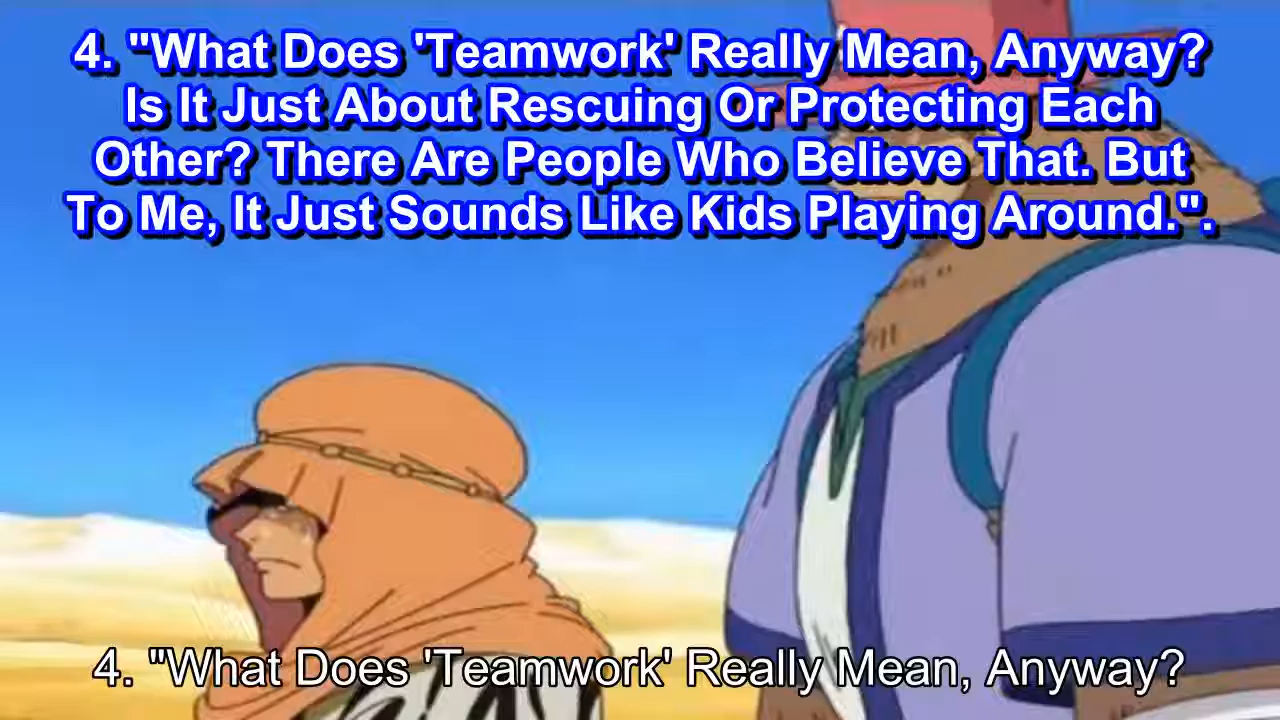 4. "What Does 'Teamwork' Really Mean, Anyway?
Is It Just About Rescuing Or Protecting Each
Other? There Are People Who Believe That. But
To Me, It Just Sounds Like Kids Playing Around.".
4. "What Does 'Teamwork' Really Mean, Anyway?